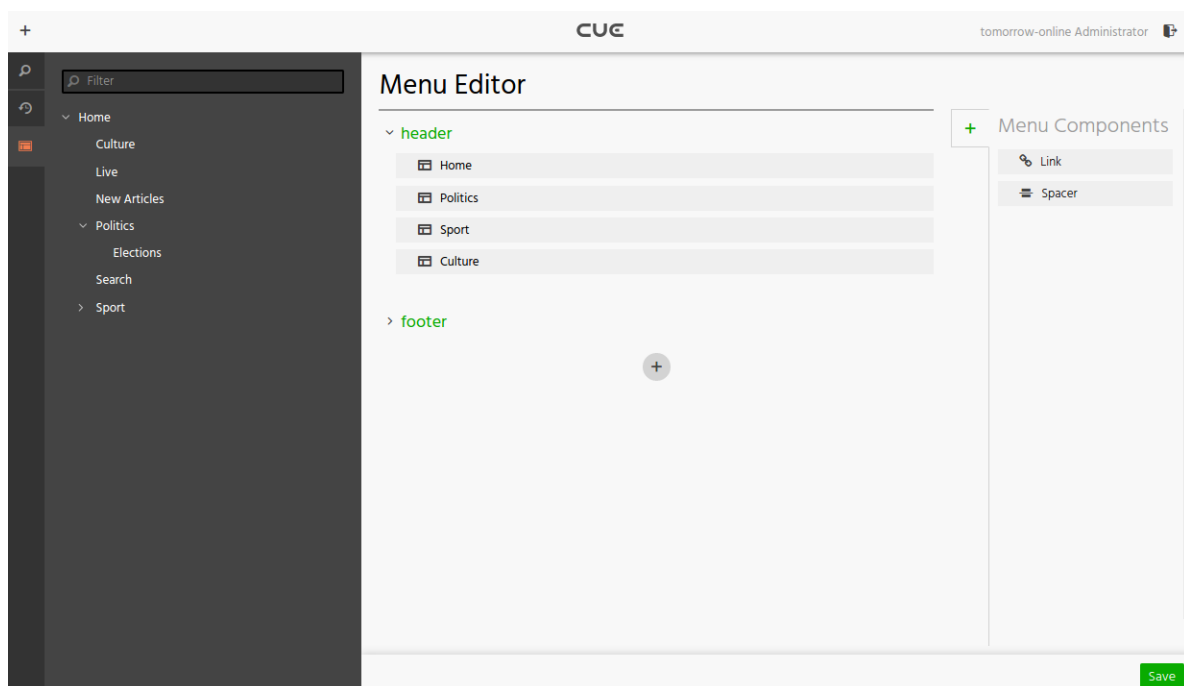 +
CUE
tomorrow-online Administrator
Filter
Home
Culture
Live
New Articles
Politics
Elections
Search
Sport
Menu Editor
header
Home
Politics
Sport
Culture
footer
+
+
Menu Components
Link
Spacer
Save